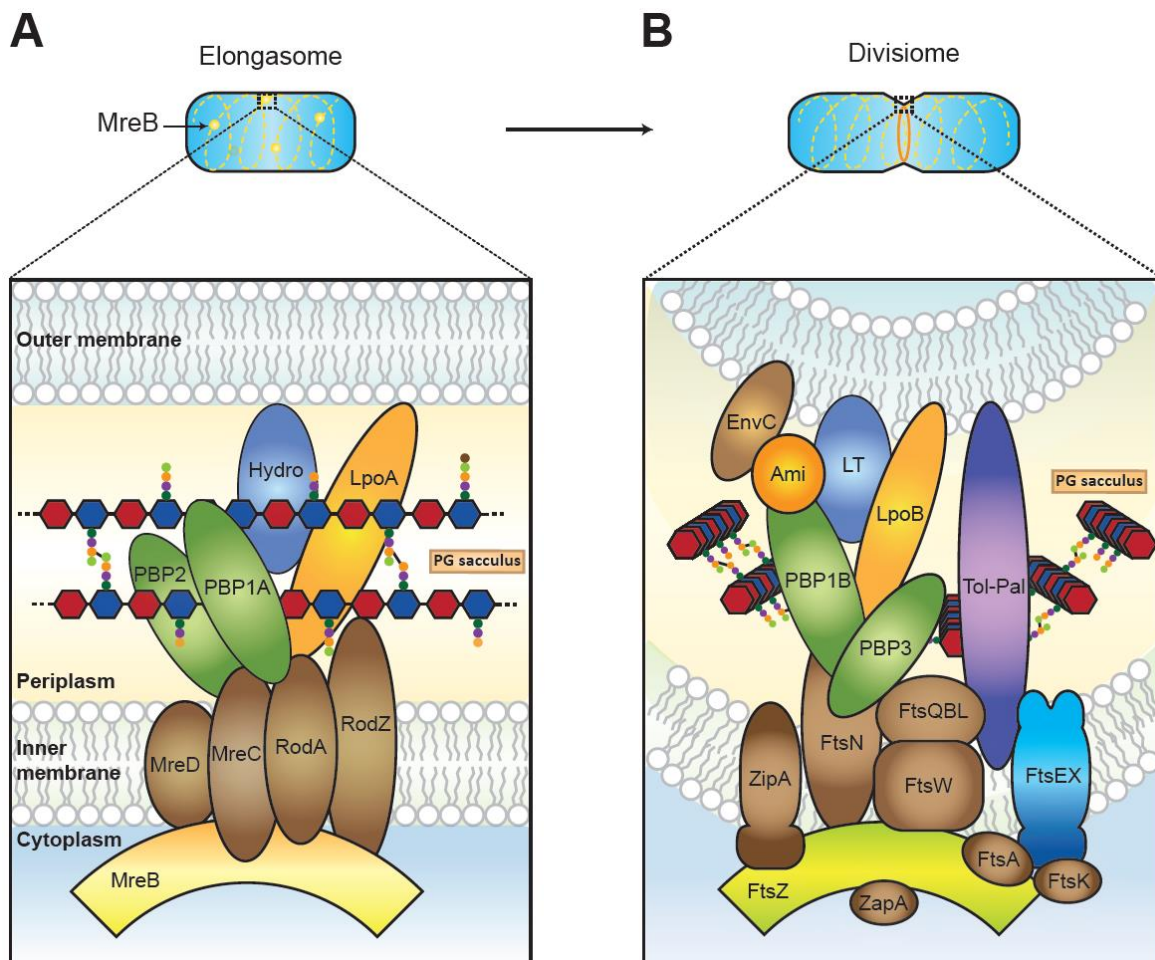 A
Elongasome
MreB
Outer membrane
Hydro
LpoA
PG sacculus
PBP2
PBP1A
Periplasm
Inner
membrane
MreD
MreC
RodA
RodZ
Cytoplasm
MreB
B
Divisiome
EnvC
Ami
LT
LpoB
PG sacculus
PBP1B
Tol-Pal
PBP3
FtsQBL
FtsN
ZipA
FtsW
FtsEX
FtsA
FtsK
FtsZ
ZapA